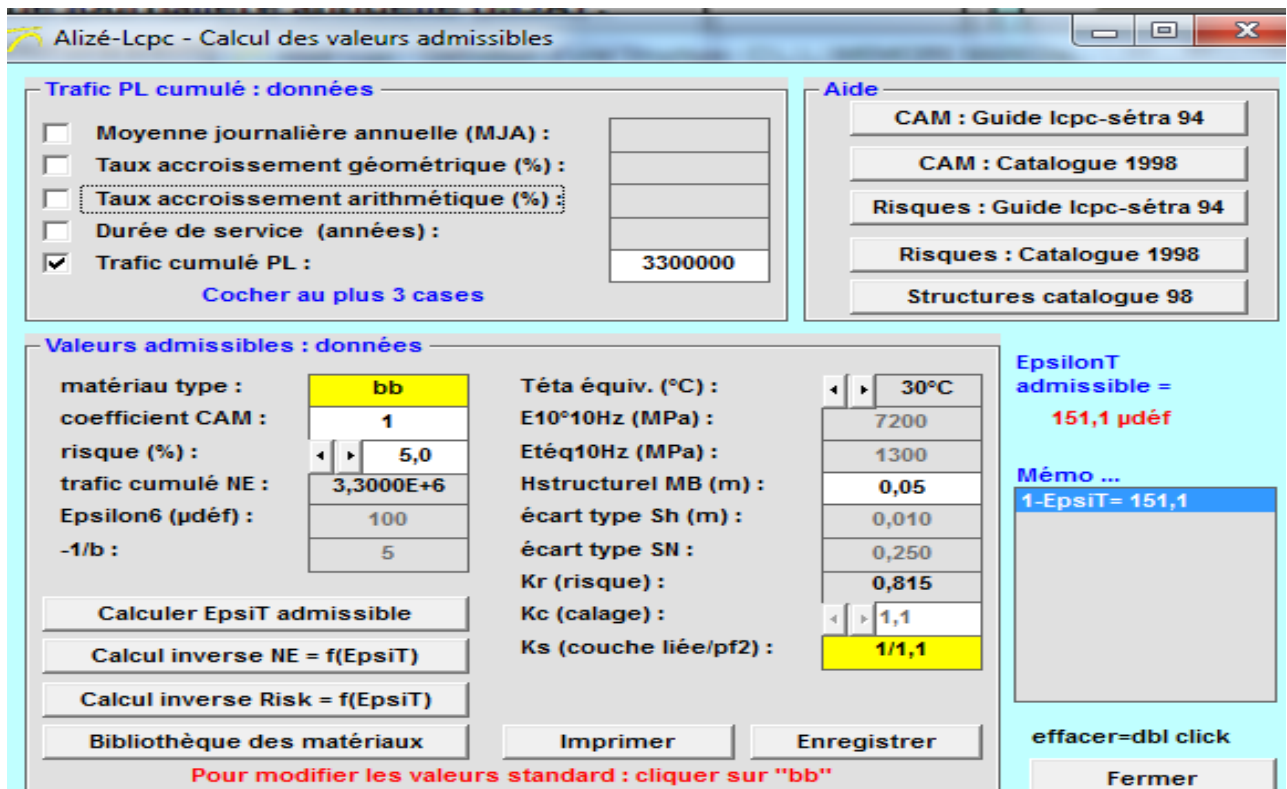 Alizé-Lcpc - Calcul des valeurs admissibles
Trafic PL cumulé : données
Moyenne journalière annuelle (MJA) :
Taux accroissement géométrique (%) :
Taux accroissement arithmétique (%) :
Durée de service (années) :
Trafic cumulé PL : 3300000
Cocher au plus 3 cases
Aide
CAM : Guide lcpc-sétra 94
CAM : Catalogue 1998
Risques : Guide lcpc-sétra 94
Risques : Catalogue 1998
Structures catalogue 98
Valeurs admissibles : données
matériau type : bb
coefficient CAM : 1
risque (%) : 5,0
trafic cumulé NE : 3,3000E+6
Epsilon6 (µdéf) : 100
-1/b : 5
Téta équiv. (°C) : 30°C
E10°10Hz (MPa) : 7200
Etéq10Hz (MPa) : 1300
Hstructurel MB (m) : 0,05
écart type Sh (m) : 0,010
écart type SN : 0,250
Kr (risque) : 0,815
Kc (calage) : 1,1
Ks (couche liée/pf2) : 1/1,1
Calculer EpsiT admissible
Calcul inverse NE = f(EpsiT)
Calcul inverse Risk = f(EpsiT)
Bibliothèque des matériaux
Imprimer
Enregistrer
Pour modifier les valeurs standard : cliquer sur "bb"
EpsilonT
admissible =
151,1 µdéf
Mémo ...
1-EpsiT= 151,1
effacer=dbl click
Fermer